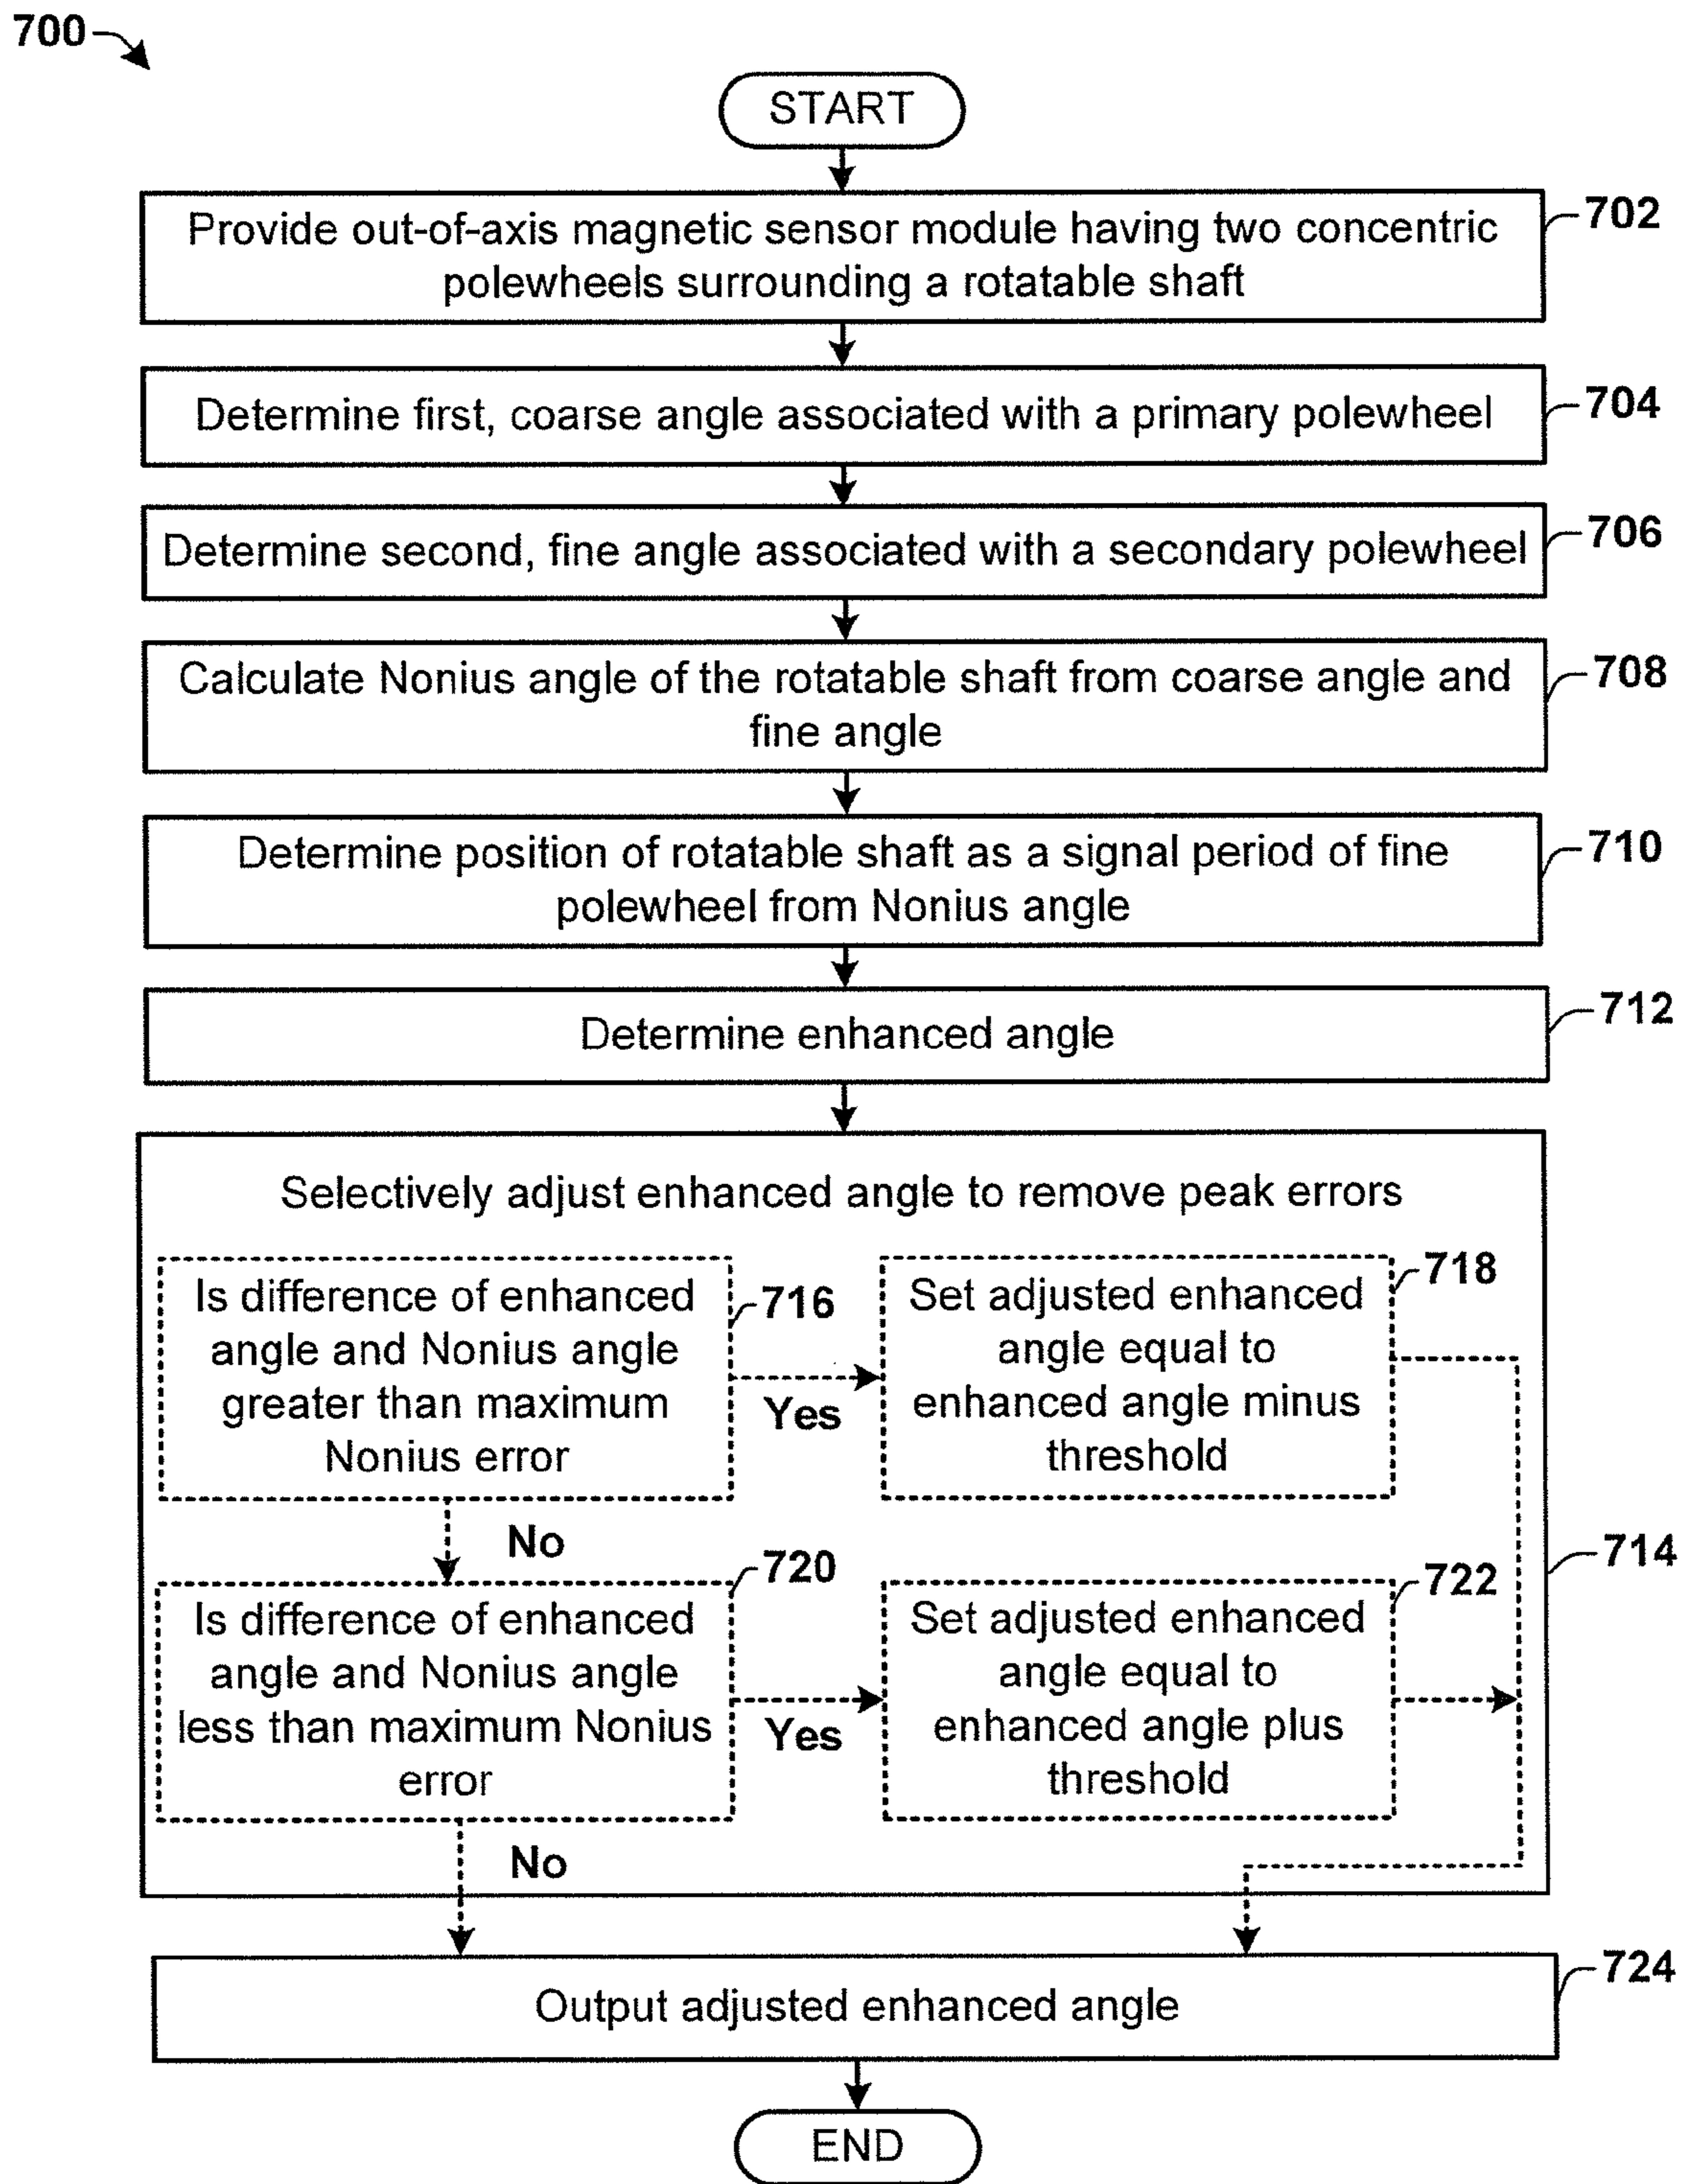 700
START
Provide out-of-axis magnetic sensor module having two concentric
polewheels surrounding a rotatable shaft
702
Determine first, coarse angle associated with a primary polewheel
704
Determine second, fine angle associated with a secondary polewheel
706
Calculate Nonius angle of the rotatable shaft from coarse angle and
fine angle
708
Determine position of rotatable shaft as a signal period of fine
polewheel from Nonius angle
710
Determine enhanced angle
712
Selectively adjust enhanced angle to remove peak errors
714
Is difference of enhanced
angle and Nonius angle
greater than maximum
Nonius error
716
Yes
Set adjusted enhanced
angle equal to
enhanced angle minus
threshold
718
No
Is difference of enhanced
angle and Nonius angle
less than maximum Nonius
error
720
Yes
Set adjusted enhanced
angle equal to
enhanced angle plus
threshold
722
No
Output adjusted enhanced angle
724
END